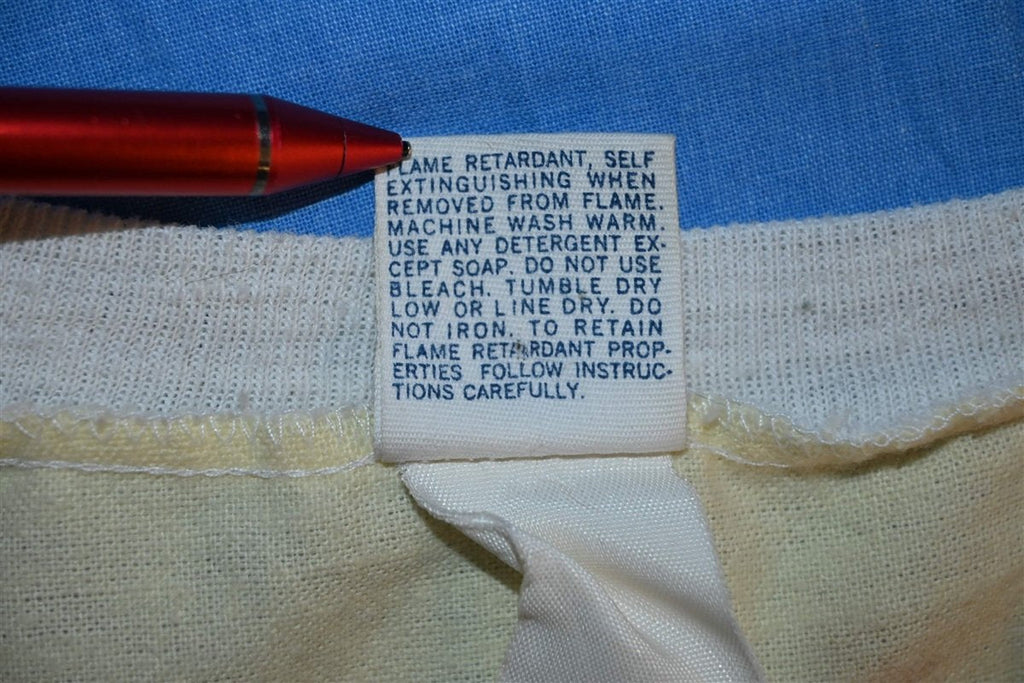 FLAME RETARDANT, SELF
EXTINGUISHING WHEN
REMOVED FROM FLAME.
MACHINE WASH WARM.
USE ANY DETERGENT EX-
CEPT SOAP. DO NOT USE
BLEACH. TUMBLE DRY
LOW OR LINE DRY. DO
NOT IRON. TO RETAIN
FLAME RETARDANT PROP-
ERTIES FOLLOW INSTRUC-
TIONS CAREFULLY.